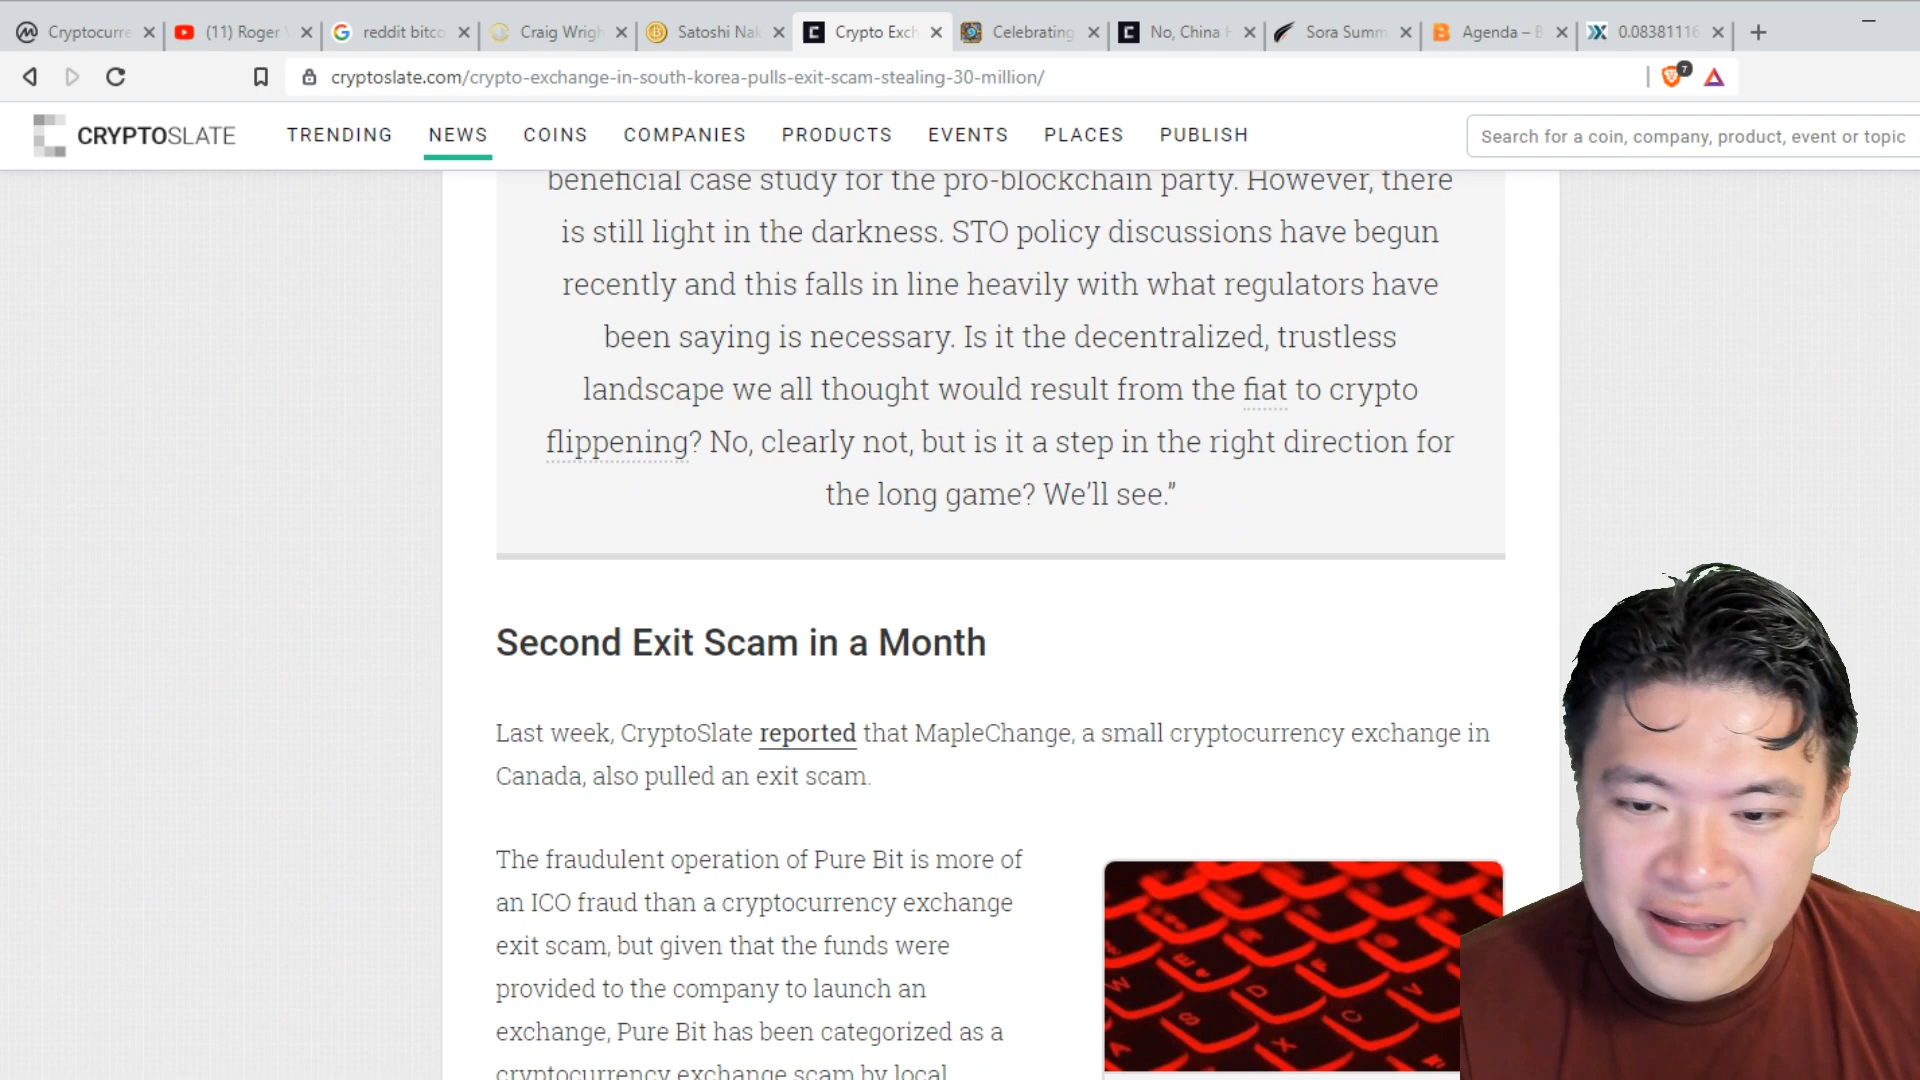 Cryptocurre
(11) Roger
reddit bitco
Craig Wrigh
Satoshi Nak
Crypto Exch
Celebrating
No, China
Sora Summ
Agenda – B
0.08381116
cryptoslate.com/crypto-exchange-in-south-korea-pulls-exit-scam-stealing-30-million/
7
CRYPTOSLATE
TRENDING NEWS COINS COMPANIES PRODUCTS EVENTS PLACES PUBLISH
Search for a coin, company, product, event or topic
beneficial case study for the pro-blockchain party. However, there
is still light in the darkness. STO policy discussions have begun
recently and this falls in line heavily with what regulators have
been saying is necessary. Is it the decentralized, trustless
landscape we all thought would result from the fiat to crypto
flippening? No, clearly not, but is it a step in the right direction for
the long game? We’ll see.”
Second Exit Scam in a Month
Last week, CryptoSlate reported that MapleChange, a small cryptocurrency exchange in
Canada, also pulled an exit scam.
The fraudulent operation of Pure Bit is more of
an ICO fraud than a cryptocurrency exchange
exit scam, but given that the funds were
provided to the company to launch an
exchange, Pure Bit has been categorized as a
cryptocurrency exchange scam by local